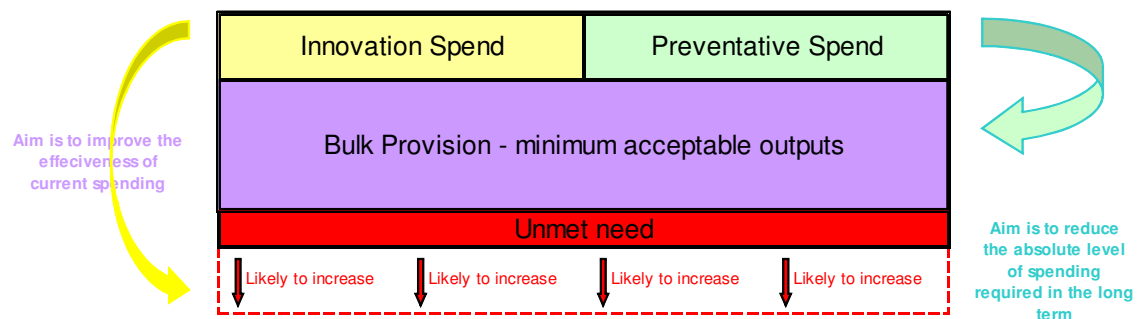 Innovation Spend
Preventative Spend
Bulk Provision - minimum acceptable outputs
Aim is to improve the
effeciveness of
current spending
Unmet need
Likely to increase
Likely to increase
Likely to increase
Likely to increase
Aim is to reduce
the absolute level
of spending
required in the long
term